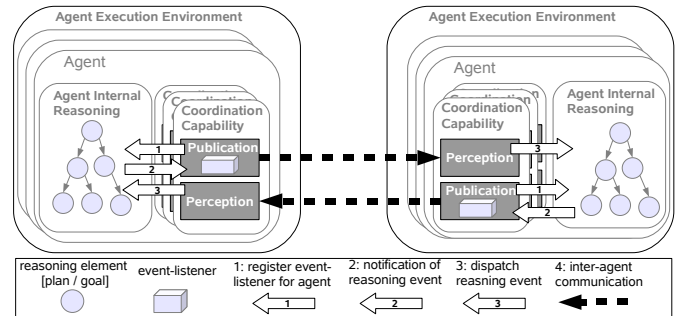 Agent Execution Environment
Agent
Agent Internal
Reasoning
Coordination
Capability
Publication
Perception
1
2
3
Agent Execution Environment
Agent
Coordination
Capability
Agent Internal
Reasoning
Perception
Publication
3
1
2
reasoning element
[plan / goal]
event-listener
1: register event-
listener for agent
1
2: notification of
reasoning event
2
3: dispatch
reasning event
3
4: inter-agent
communication